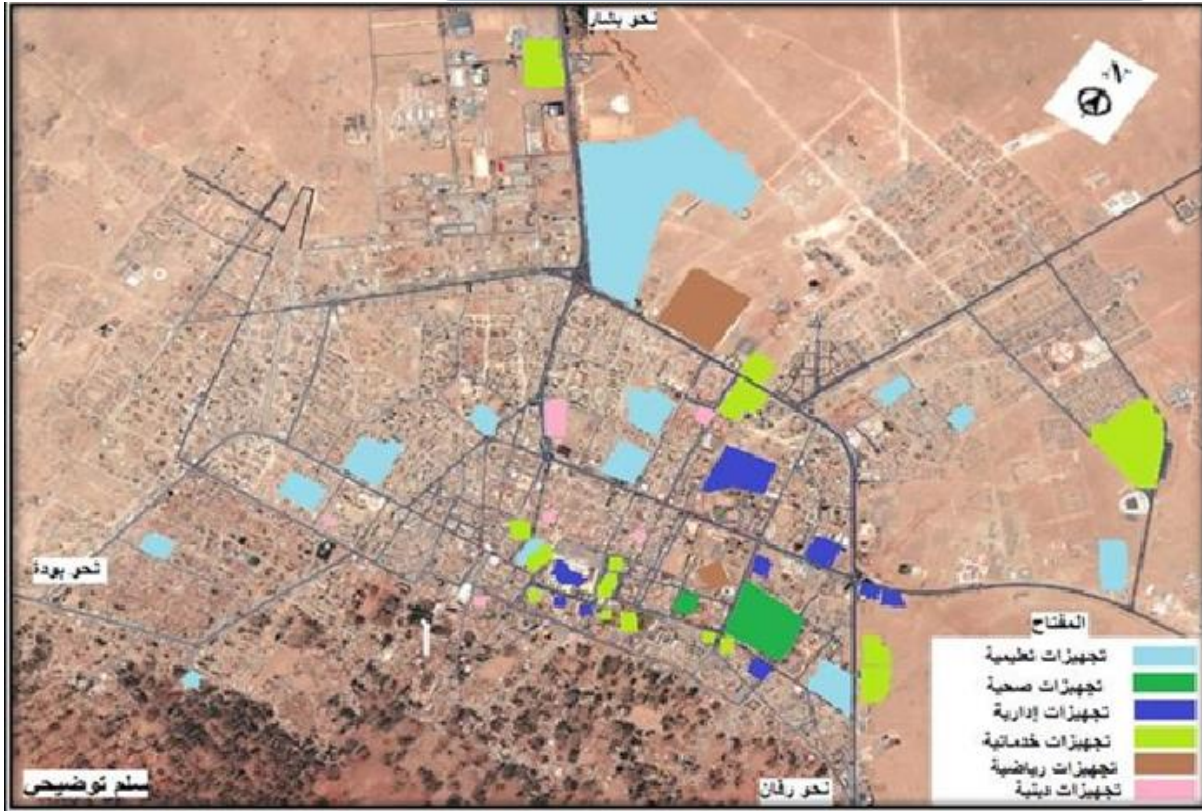 نحو بشار
نحو بودة
المفتاح
تجهيزات تعليمية
تجهيزات صحية
تجهيزات إدارية
تجهيزات خدماتية
تجهيزات رياضية
تجهيزات دينية
سلم توضيحي
نحو رقان